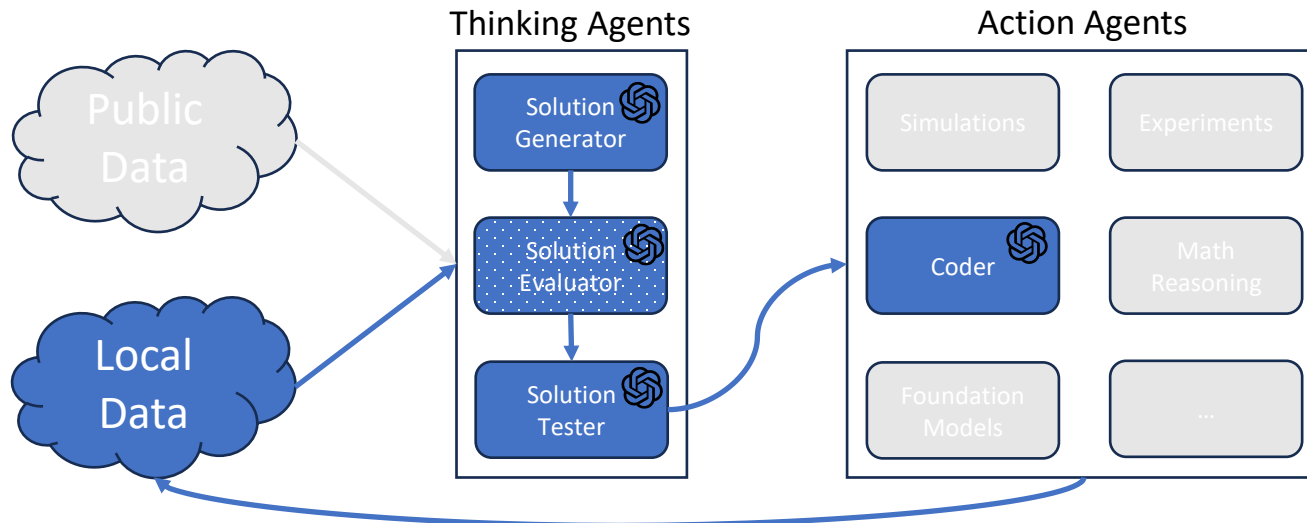 Thinking Agents
Action Agents
Public
Data
Local
Data
Solution
Generator
Solution
Evaluator
Solution
Tester
Simulations
Experiments
Coder
Math
Reasoning
Foundation
Models
...